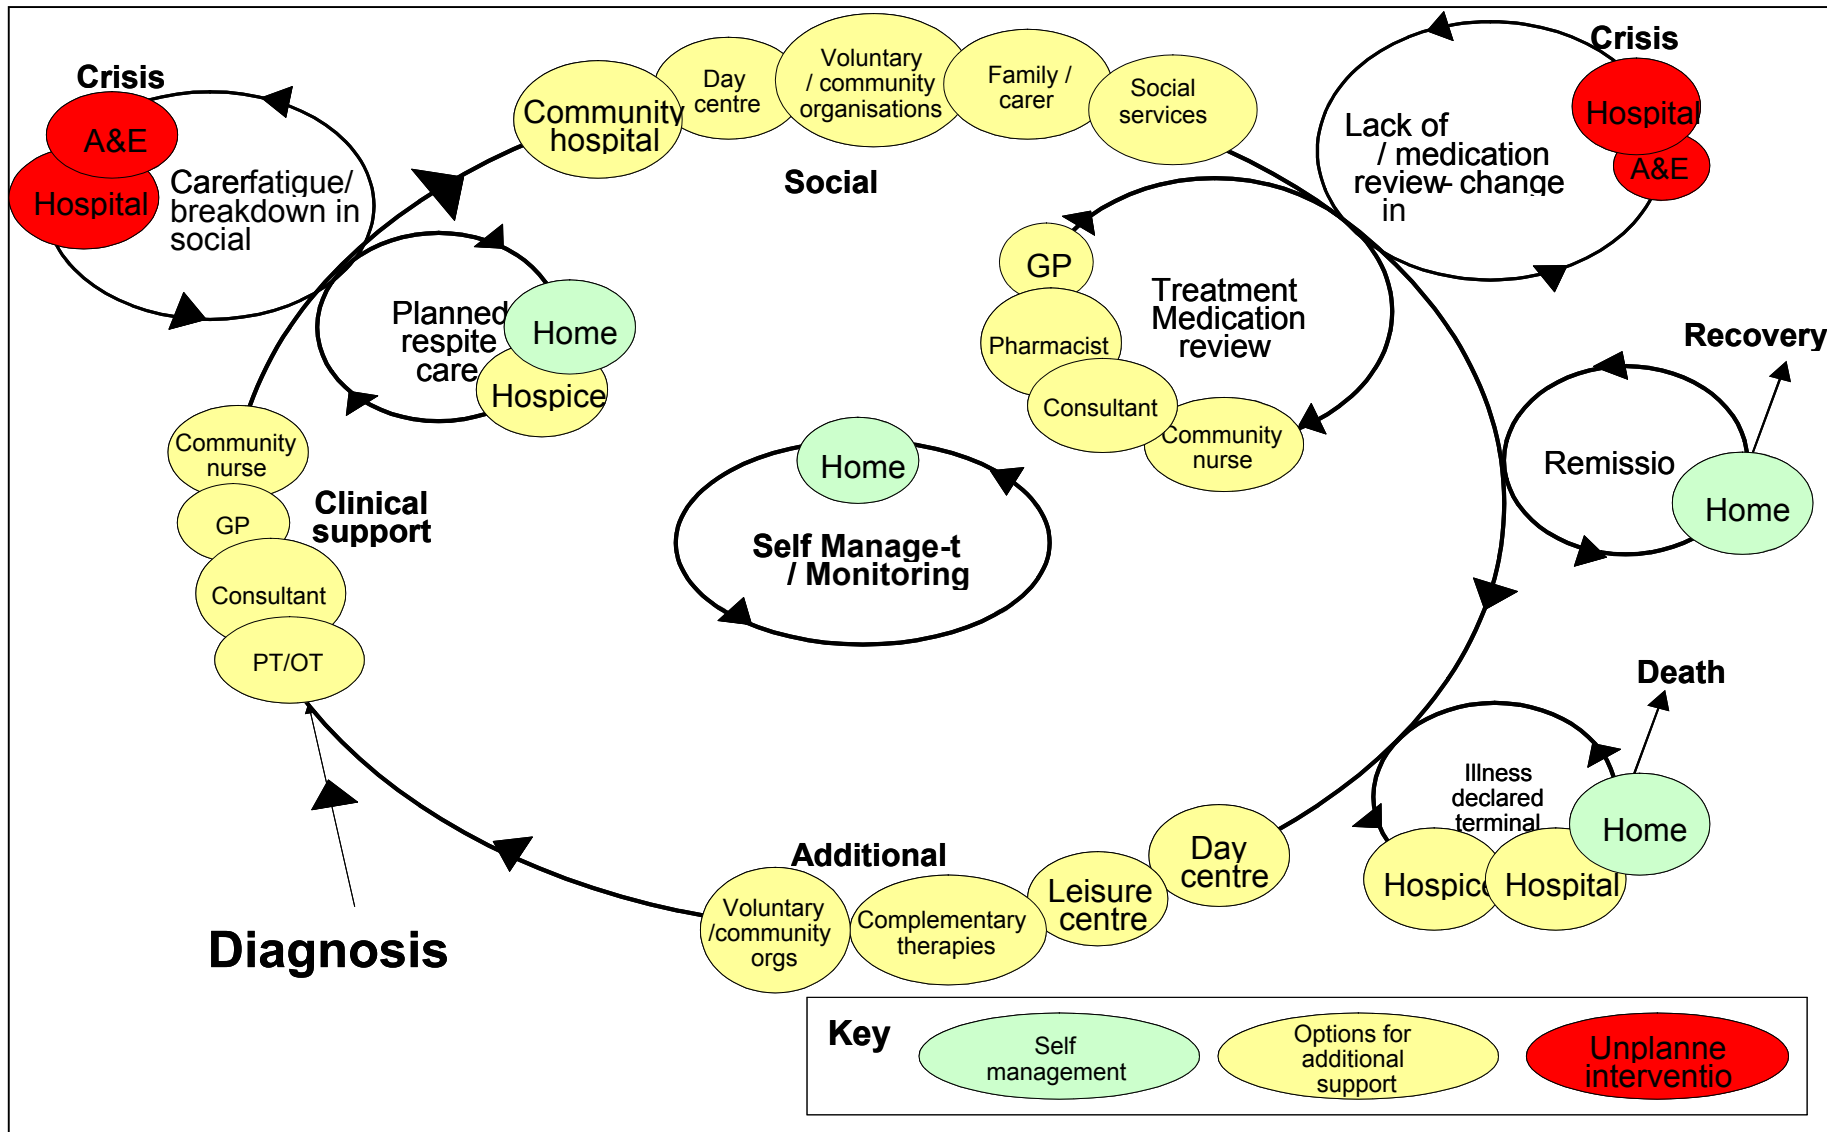 Crisis
A&E
Hospital
Carerfatigue/
breakdown in
social
Community
hospital
Day
centre
Voluntary
/ community
organisations
Family /
carer
Social
services
Social
Crisis
Hospital
A&E
Lack of
/ medication
review- change
in
Planned
respite
care
Home
Hospice
GP
Pharmacist
Consultant
Community
nurse
Treatment
Medication
review
Recovery
Remissio
Home
Community
nurse
GP
Consultant
PT/OT
Clinical
support
Home
Self Manage-t
/ Monitoring
Death
Illness
declared
terminal
Home
Hospice
Hospital
Additional
Voluntary
/community
orgs
Complementary
therapies
Leisure
centre
Day
centre
Diagnosis
Key
Self
management
Options for
additional
support
Unplanne
interventio